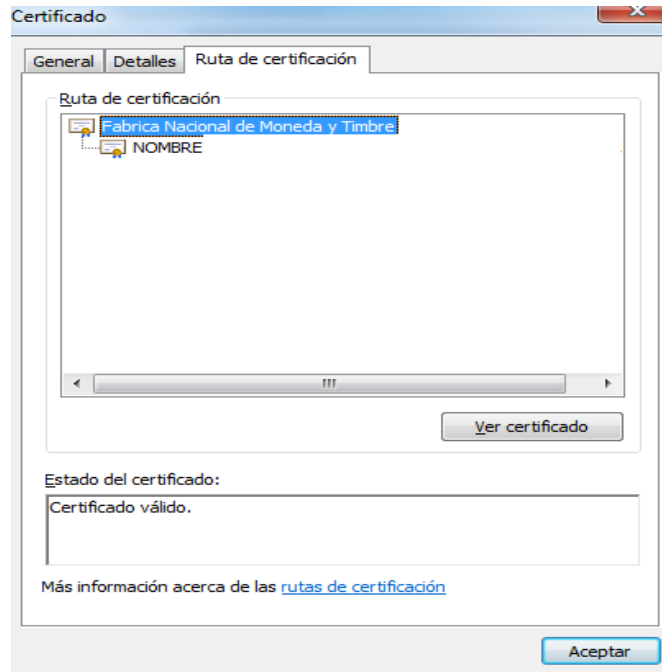 Certificado
General Detalles Ruta de certificación
Ruta de certificación
Fabrica Nacional de Moneda y Timbre
NOMBRE
Ver certificado
Estado del certificado:
Certificado válido.
Más información acerca de las rutas de certificación
Aceptar